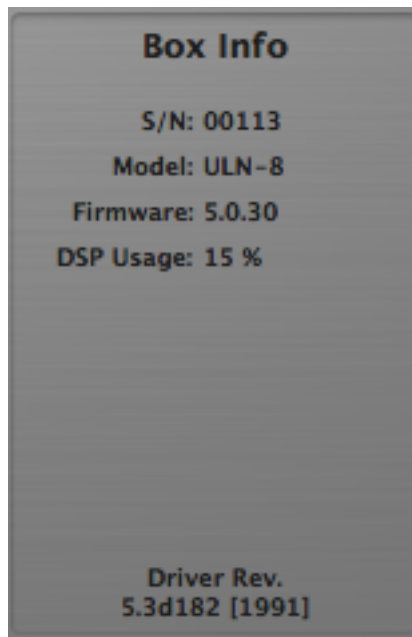 Box Info
S/N: 00113
Model: ULN-8
Firmware: 5.0.30
DSP Usage: 15 %
Driver Rev.
5.3d182 [1991]